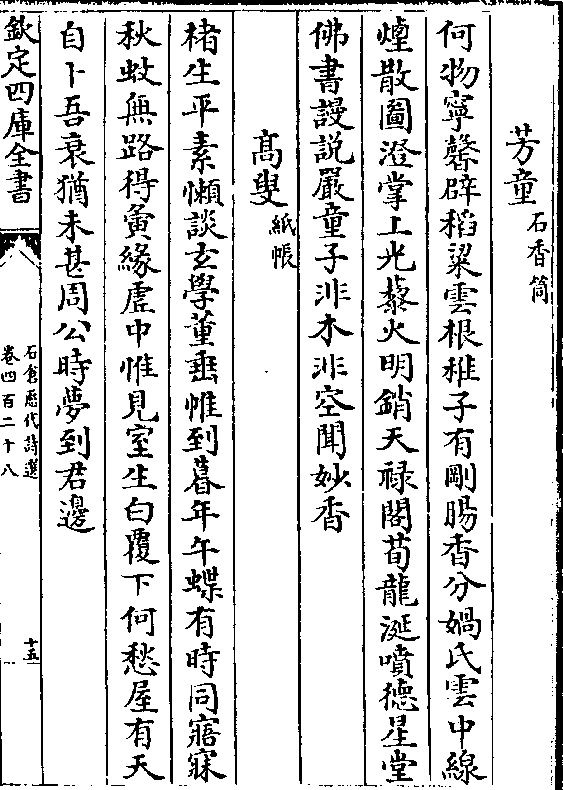 芳童石香筒
何物寧馨辟稻粱雲根稚子有剛腸香分媧氏雲中線
煙散圖澄掌上光藜火明銷天祿閣荀龍涎噴德星堂
佛書謾説嚴童子非木非空聞妙香
高叟紙帳
楮生平素懶談玄學董垂帷到暮年午蝶有時同寤寐
秋蚊無路得夤緣虛中惟見室生白覆下何愁屋有天
自卜吾衰猶未甚周公時夢到君邊
欽定四庫全書
石倉歷代詩選
卷四百二十八
十五